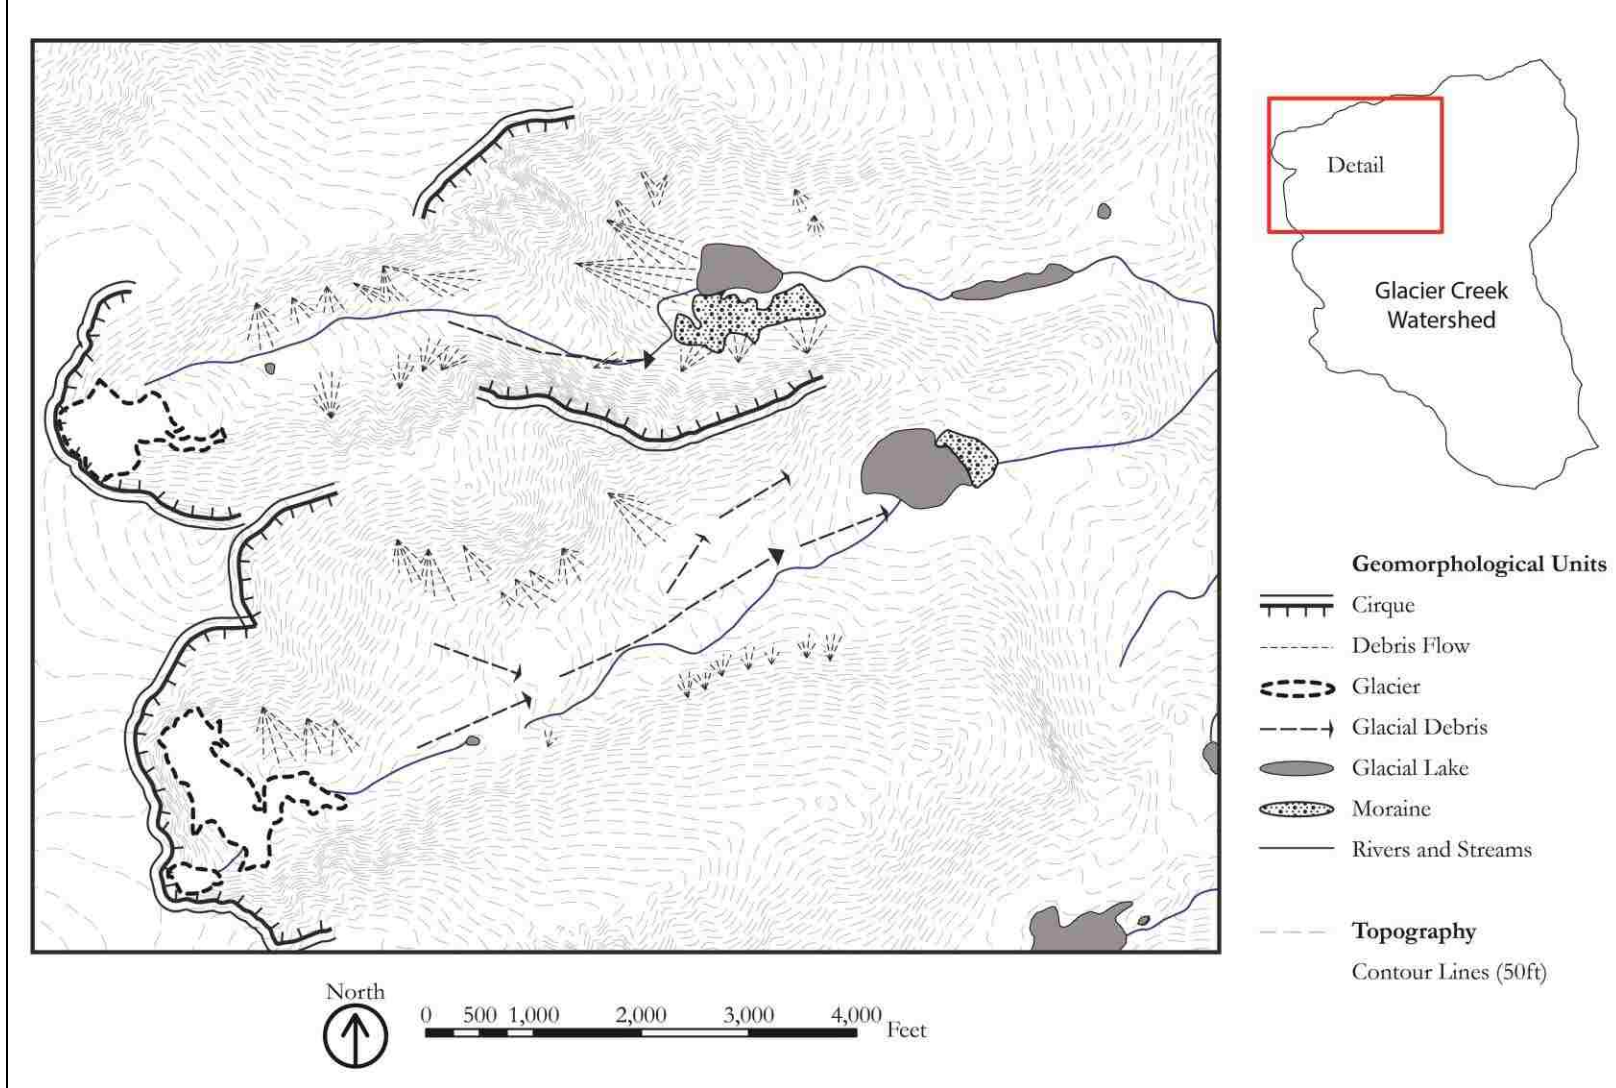 Detail
Glacier Creek
Watershed
Geomorphological Units
Cirque
Debris Flow
Glacier
Glacial Debris
Glacial Lake
Moraine
Rivers and Streams
Topography
Contour Lines (50ft)
North
0 500 1,000 2,000 3,000 4,000
Feet